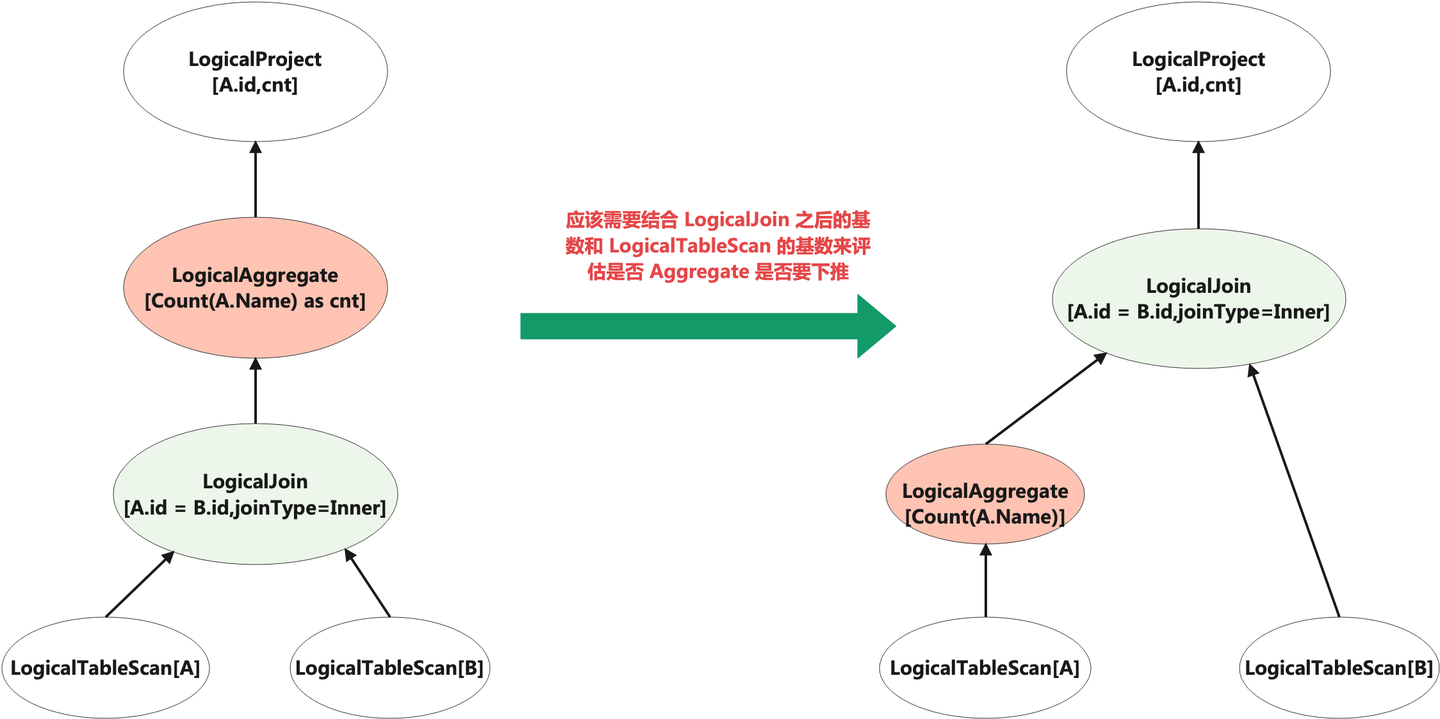 LogicalProject
[A.id,cnt]
LogicalAggregate
[Count(A.Name) as cnt]
LogicalJoin
[A.id = B.id,joinType=Inner]
LogicalTableScan[A]
LogicalTableScan[B]
应该需要结合 LogicalJoin 之后的基
数和 LogicalTableScan 的基数来评
估是否 Aggregate 是否要下推
LogicalProject
[A.id,cnt]
LogicalJoin
[A.id = B.id,joinType=Inner]
LogicalAggregate
[Count(A.Name)]
LogicalTableScan[A]
LogicalTableScan[B]